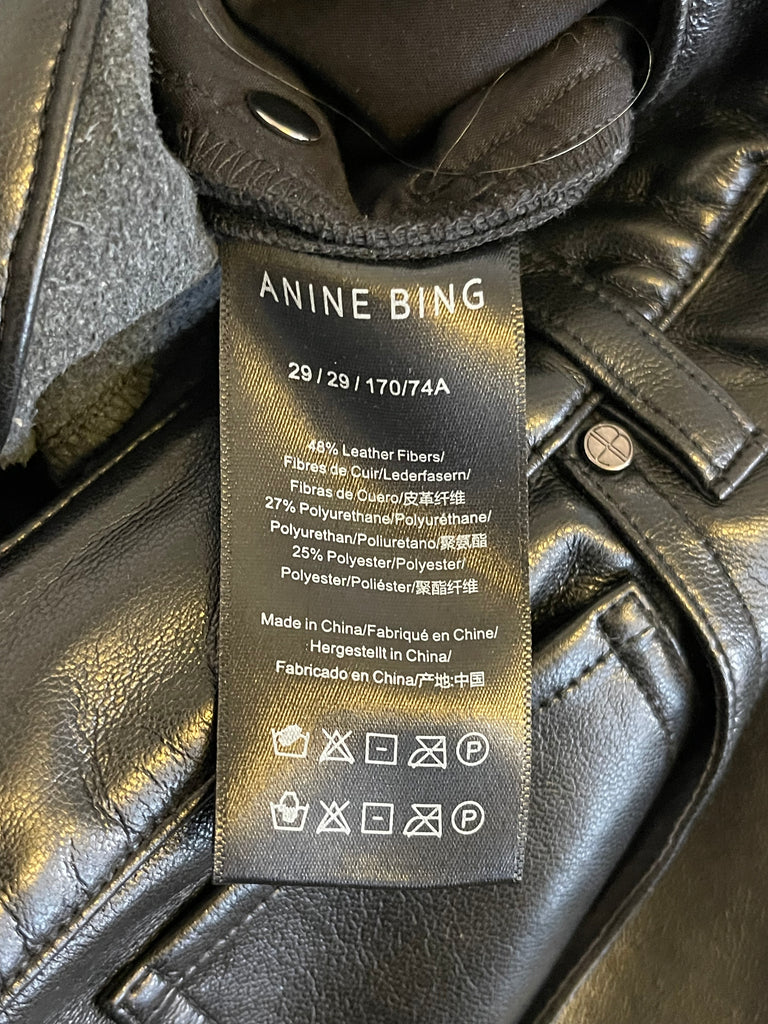 ANINE BING
29 / 29 / 170/74A
48% Leather Fibers/
Fibres de Cuir/Lederfasern/
Fibras de Cuero/皮革纤维
27% Polyurethane/Polyuréthane/
Polyurethan/Poliuretano/聚氨酯
25% Polyester/Polyester/
Polyester/Poliéster/聚酯纤维
Made in China/Fabriqué en Chine/
Hergestellt in China/
Fabricado en China/产地:中国
P
P